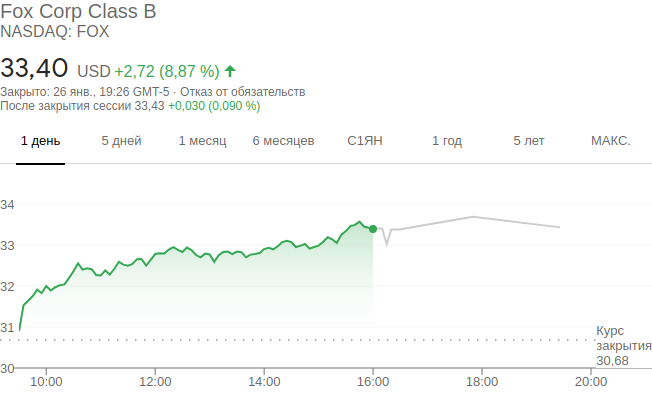 Fox Corp Class B
NASDAQ: FOX
33,40 USD +2,72 (8,87 %) ↑
Закрыто: 26 янв., 19:26 GMT-5 · Отказ от обязательств
После закрытия сессии 33,43 +0,030 (0,090 %)
1 день 5 дней 1 месяц 6 месяцев С1ЯН 1 год 5 лет МАКС.
34
33
32
31
30
Курс
закрытия
30,68
10:00 12:00 14:00 16:00 18:00 20:00